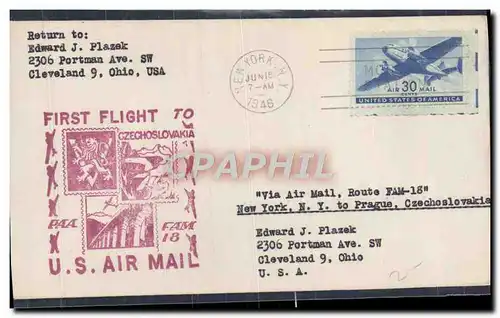 Return to:
Edward J. Plazek
2306 Portman Ave. SW
Cleveland 9, Ohio, USA
NEW YORK, N.Y.
JUN 15
7-AM
1946
AIR 30 MAIL
CENTS
UNITED STATES OF AMERICA
FIRST FLIGHT TO
CZECHOSLOVAKIA
PAA
FAM
18
U.S. AIR MAIL
CPAPHIL
"Via Air Mail, Route FAM-18"
New York, N. Y. to Prague, Czechoslovakia
Edward J. Plazek
2306 Portman Ave. SW
Cleveland 9, Ohio
U. S. A.